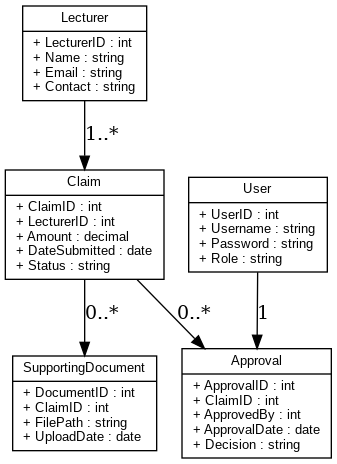 Lecturer
+ LecturerID : int
+ Name : string
+ Email : string
+ Contact : string
1..*
Claim
+ ClaimID : int
+ LecturerID : int
+ Amount : decimal
+ DateSubmitted : date
+ Status : string
User
+ UserID : int
+ Username : string
+ Password : string
+ Role : string
0..*
0..*
1
SupportingDocument
+ DocumentID : int
+ ClaimID : int
+ FilePath : string
+ UploadDate : date
Approval
+ ApprovalID : int
+ ClaimID : int
+ ApprovedBy : int
+ ApprovalDate : date
+ Decision : string